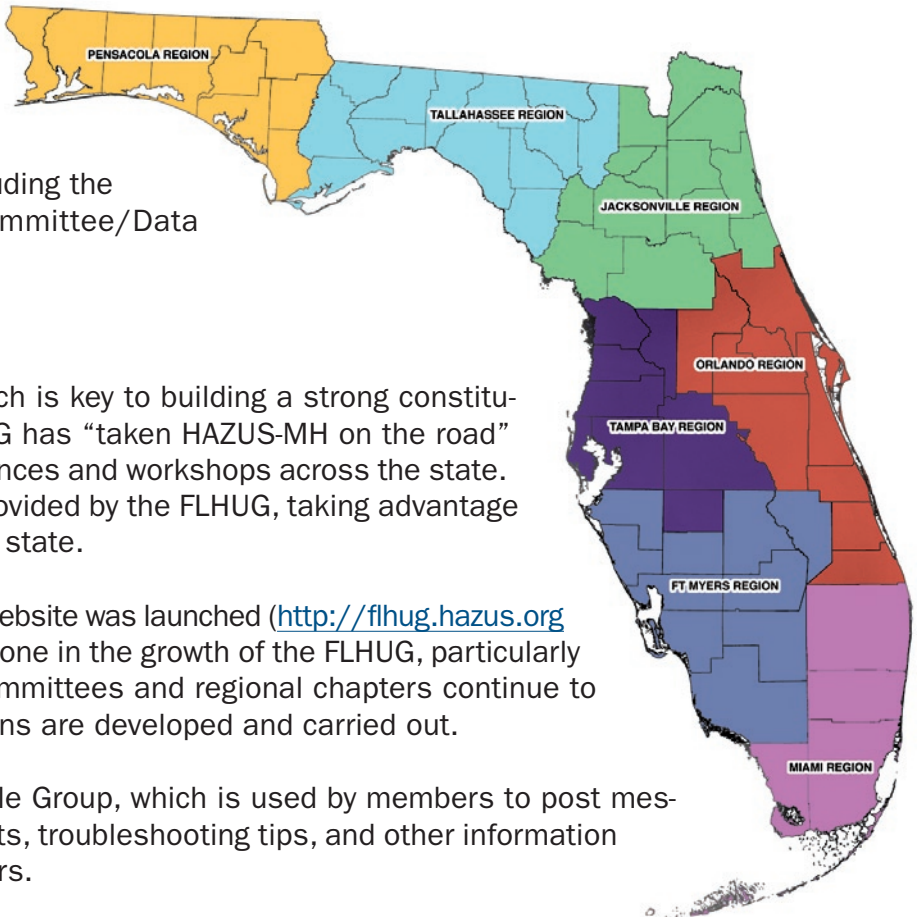 PENSACOLA REGION
TALLAHASSEE REGION
JACKSONVILLE REGION
ORLANDO REGION
TAMPA BAY REGION
FT MYERS REGION
MIAMI REGION
uding the
mmittee/Data
ch is key to building a strong constitu-
G has “taken HAZUS-MH on the road”
ences and workshops across the state.
rovided by the FLHUG, taking advantage
state.
ebsite was launched (http://flhug.hazus.org
one in the growth of the FLHUG, particularly
mmittees and regional chapters continue to
ns are developed and carried out.
le Group, which is used by members to post mes-
ts, troubleshooting tips, and other information
rs.